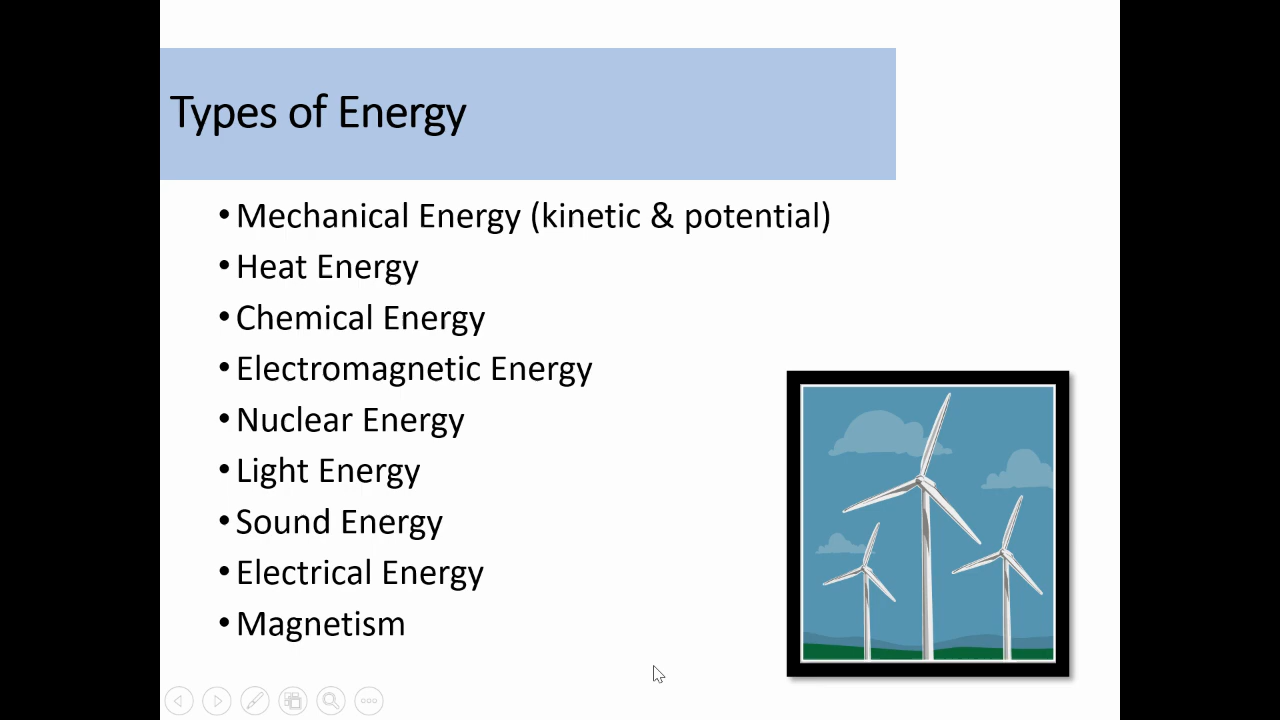 Types of Energy
• Mechanical Energy (kinetic & potential)
• Heat Energy
• Chemical Energy
• Electromagnetic Energy
• Nuclear Energy
• Light Energy
• Sound Energy
• Electrical Energy
• Magnetism